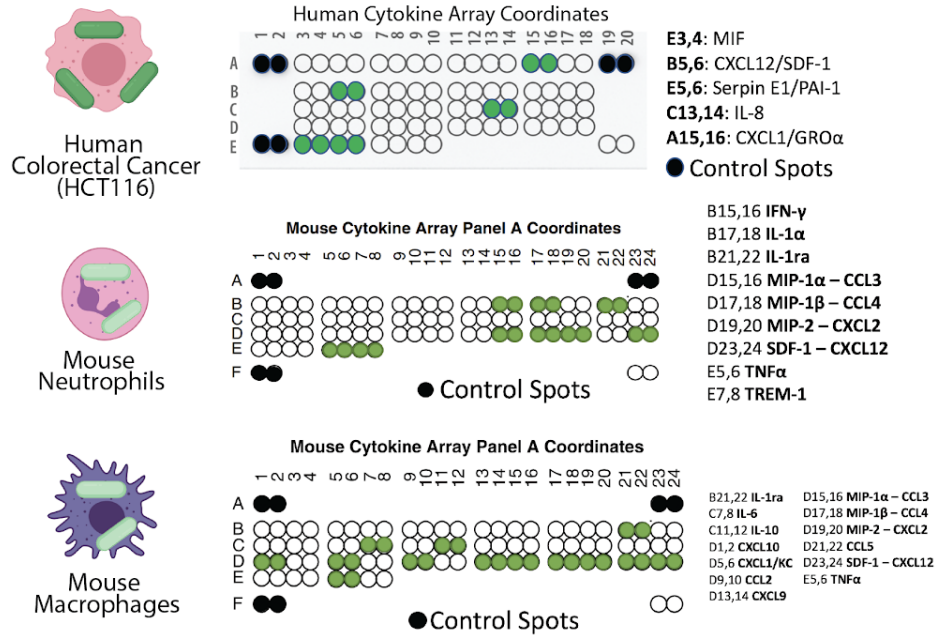 Human Cytokine Array Coordinates
1 2 3 4 5 6 7 8 9 10 11 12 13 14 15 16 17 18 19 20
A
B
C
D
E
Human
Colorectal Cancer
(HCT116)
E3,4: MIF
B5,6: CXCL12/SDF-1
E5,6: Serpin E1/PAI-1
C13,14: IL-8
A15,16: CXCL1/GROα
Control Spots
Mouse Cytokine Array Panel A Coordinates
1 2 3 4 5 6 7 8 9 10 11 12 13 14 15 16 17 18 19 20 21 22 23 24
A
B
C
D
E
F
Mouse
Neutrophils
Control Spots
B15,16 IFN-γ
B17,18 IL-1α
B21,22 IL-1ra
D15,16 MIP-1α – CCL3
D17,18 MIP-1β – CCL4
D19,20 MIP-2 – CXCL2
D23,24 SDF-1 – CXCL12
E5,6 TNFα
E7,8 TREM-1
Mouse Cytokine Array Panel A Coordinates
1 2 3 4 5 6 7 8 9 10 11 12 13 14 15 16 17 18 19 20 21 22 23 24
A
B
C
D
E
F
Mouse
Macrophages
Control Spots
B21,22 IL-1ra
C7,8 IL-6
C11,12 IL-10
D1,2 CXCL10
D5,6 CXCL1/KC
D9,10 CCL2
D13,14 CXCL9
D15,16 MIP-1α – CCL3
D17,18 MIP-1β – CCL4
D19,20 MIP-2 – CXCL2
D21,22 CCL5
D23,24 SDF-1 – CXCL12
E5,6 TNFα